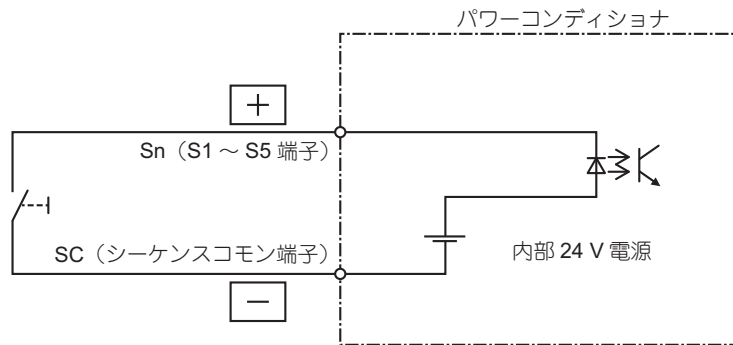 パワーコンディショナ
+
Sn(S1 ~ S5 端子)
SC(シーケンスコモン端子)
内部 24 V 電源
−